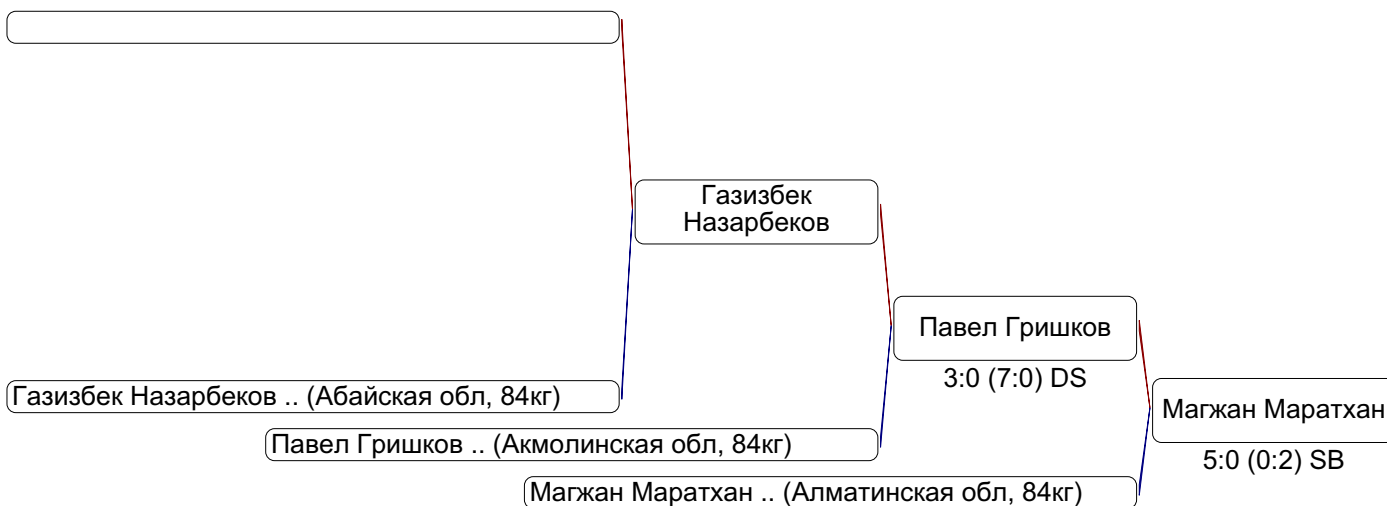 Газизбек
Назарбеков
Павел Гришков
3:0 (7:0) DS
Газизбек Назарбеков .. (Абайская обл, 84кг)
Магжан Маратхан
Павел Гришков .. (Акмолинская обл, 84кг)
5:0 (0:2) SB
Магжан Маратхан .. (Алматинская обл, 84кг)